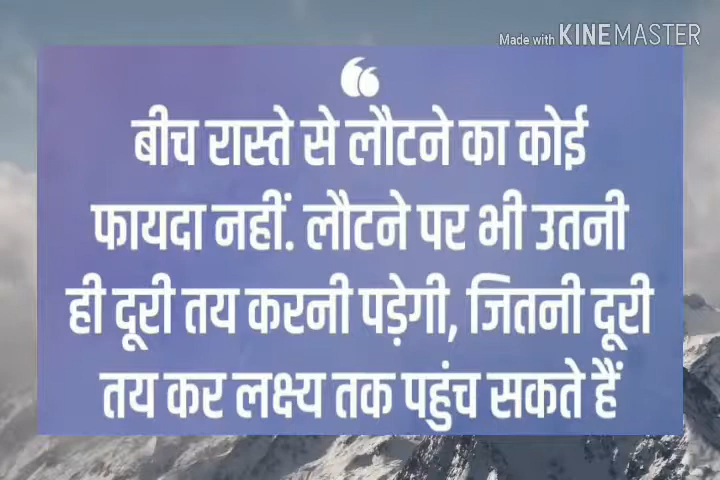 Made with KINEMASTER
बीच रास्ते से लौटने का कोई
फायदा नहीं. लौटने पर भी उतनी
ही दूरी तय करनी पड़ेगी, जितनी दूरी
तय कर लक्ष्य तक पहुंच सकते हैं